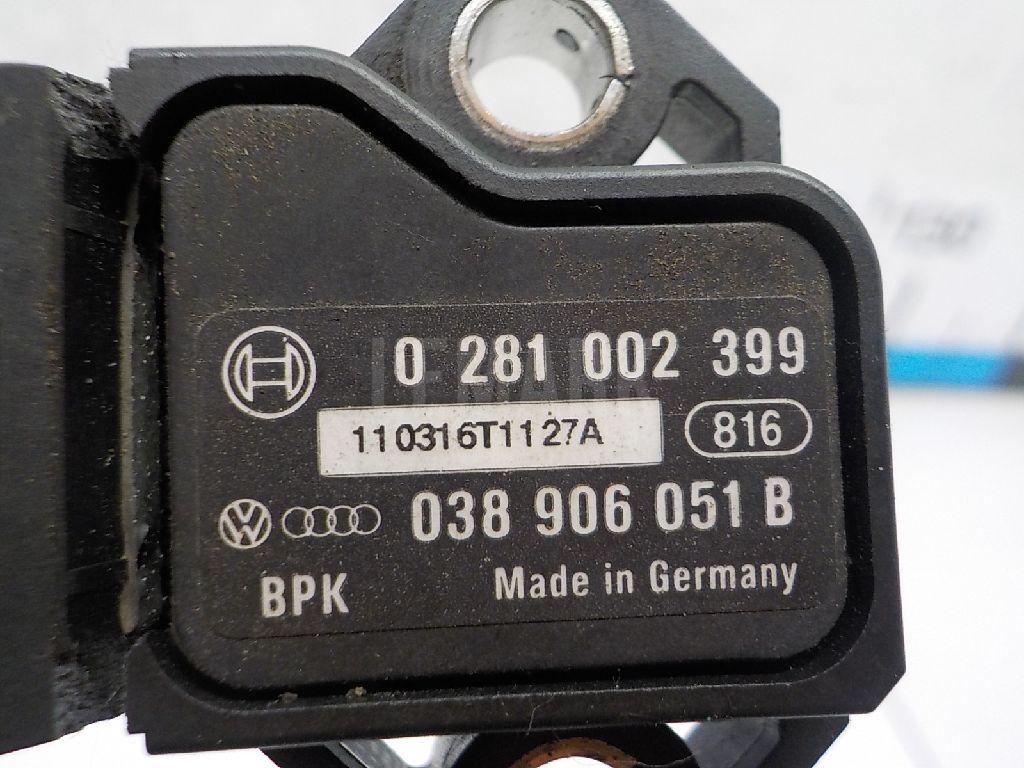 0 281 002 399
110316T1127A
816
038 906 051 B
BPK
Made in Germany